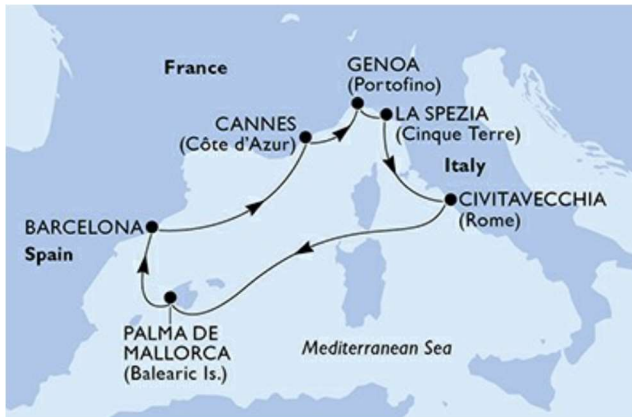 France
GENOA
(Portofino)
CANNES
(Côte d'Azur)
LA SPEZIA
(Cinque Terre)
Italy
CIVITAVECCHIA
(Rome)
BARCELONA
Spain
PALMA DE
MALLORCA
(Balearic Is.)
Mediterranean Sea